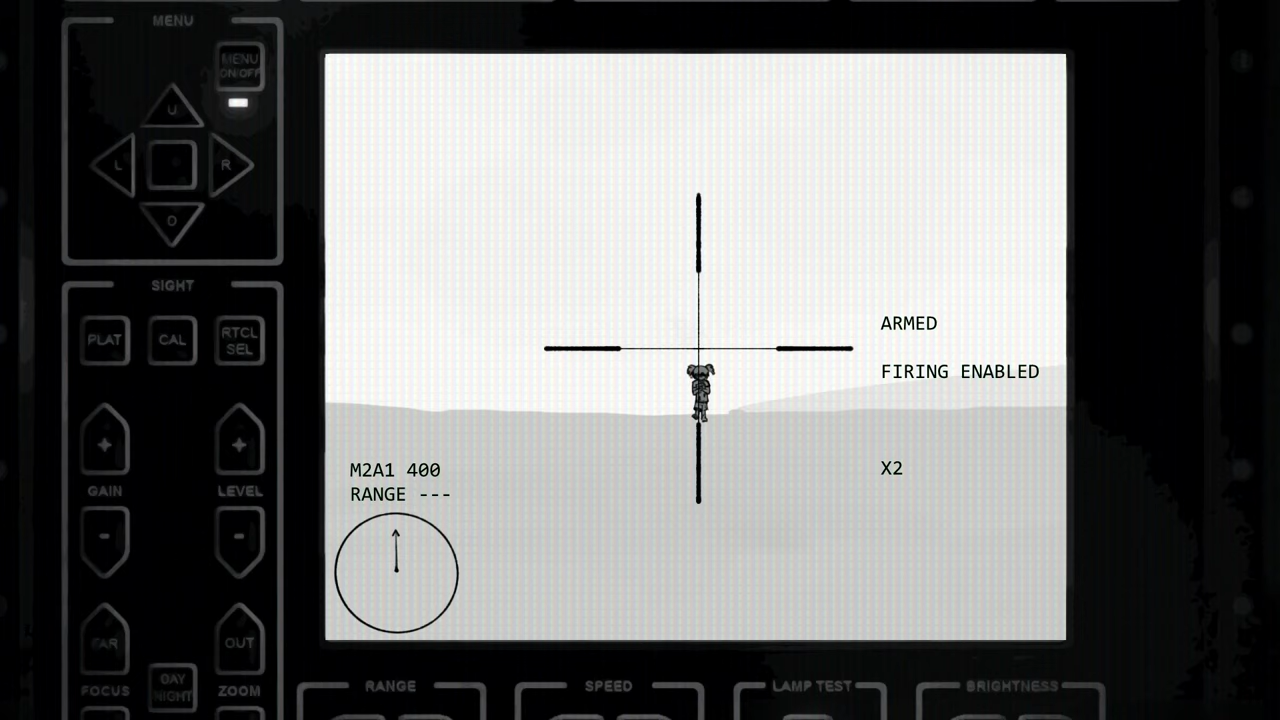 MENU
MENU
ON/OFF
U
L
R
O
SIGHT
PLAT
CAL
RTCL
SEL
GAIN
LEVEL
ARMED
FIRING ENABLED
M2A1 400
RANGE ---
X2
OUT
FOCUS
DAY
NIGHT
ZOOM
RANGE
SPEED
LAMP TEST
BRIGHTNESS